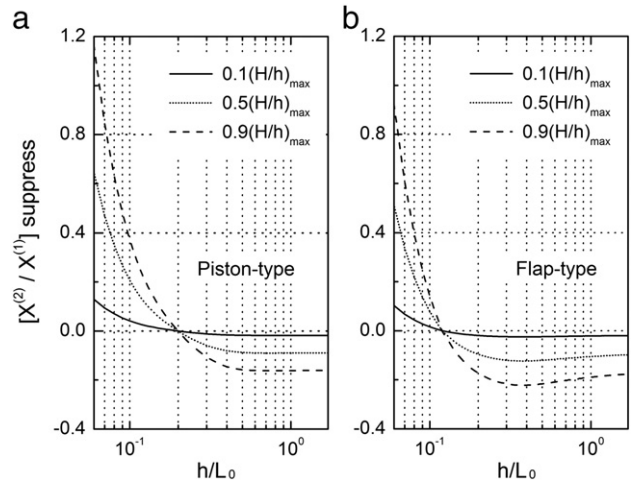 a
1.2
0.8
0.4
0.0
-0.4
[X(2) / X(1)] suppress
0.1(H/h)max
0.5(H/h)max
0.9(H/h)max
Piston-type
10-1
100
h/L0
b
1.2
0.8
0.4
0.0
-0.4
0.1(H/h)max
0.5(H/h)max
0.9(H/h)max
Flap-type
10-1
100
h/L0